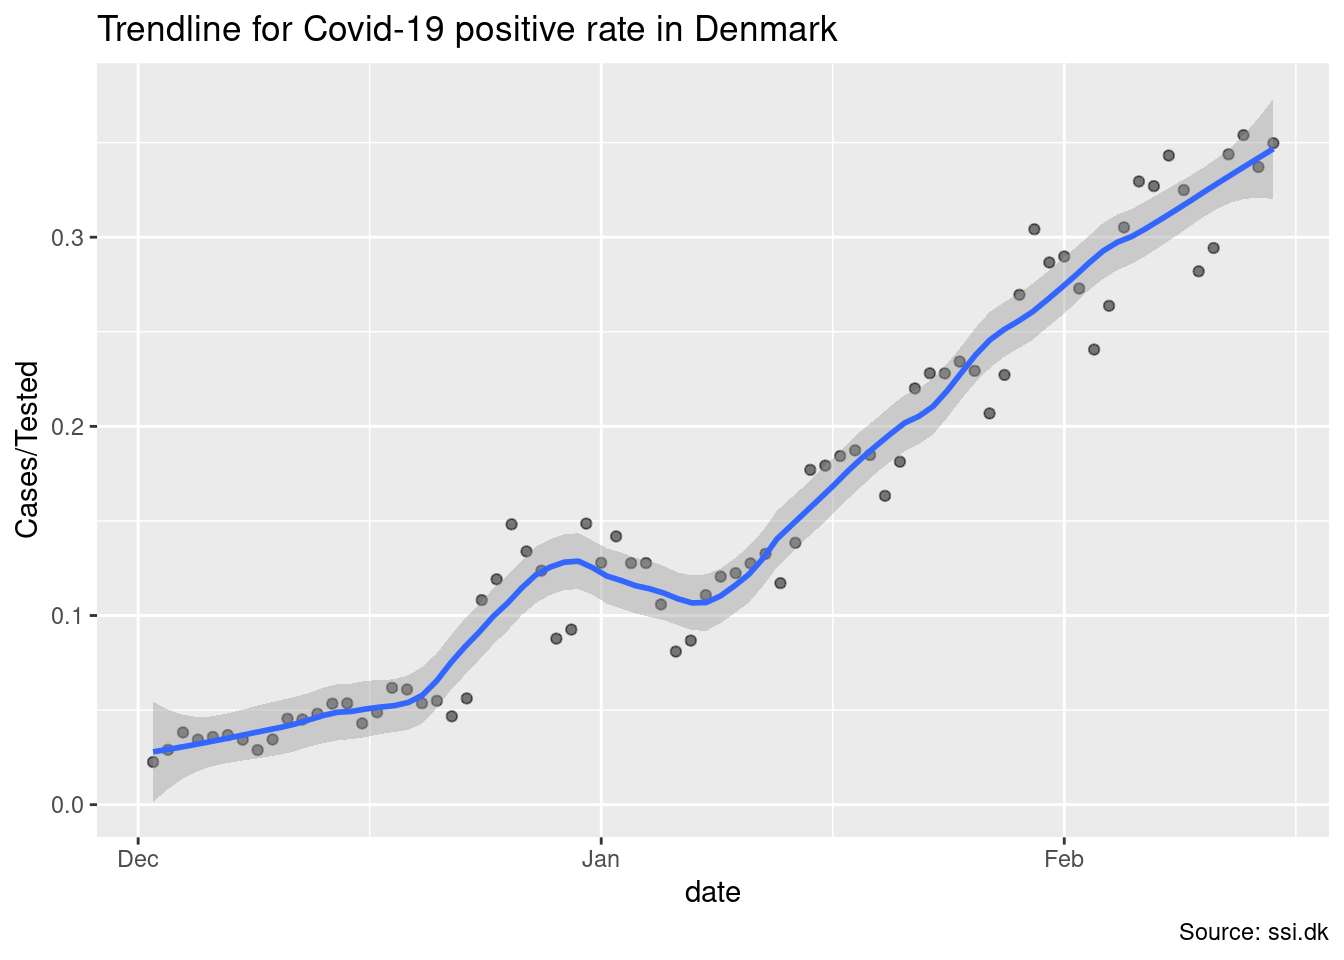 Trendline for Covid-19 positive rate in Denmark
Cases/Tested
0.3
0.2
0.1
0.0
Dec Jan Feb
date
Source: ssi.dk